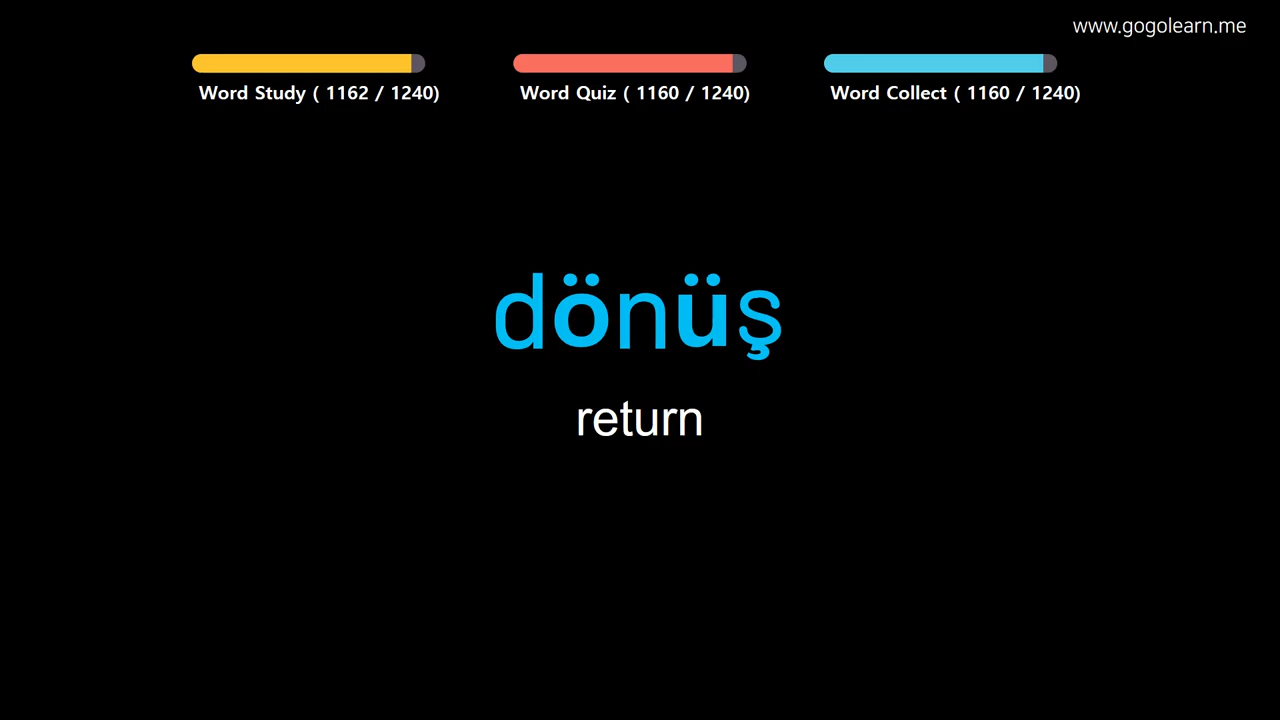 www.gogolearn.me
Word Study ( 1162 / 1240)
Word Quiz ( 1160 / 1240)
Word Collect ( 1160 / 1240)
dönüş
return